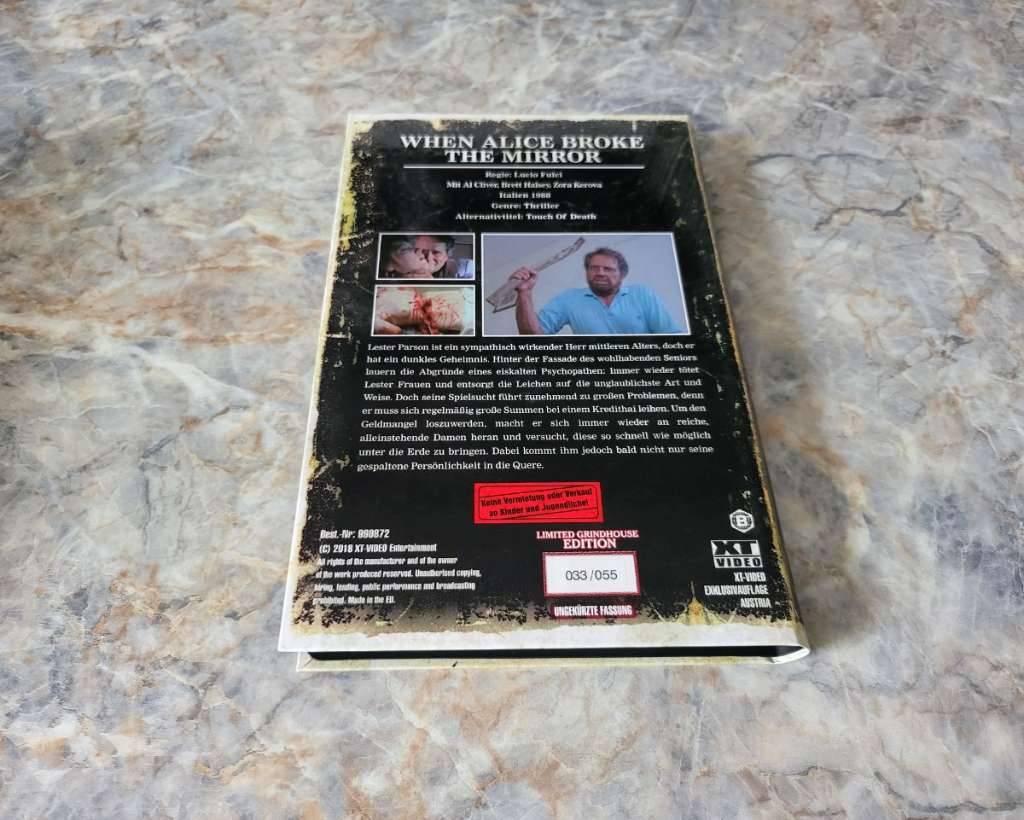 WHEN ALICE BROKE
THE MIRROR
Regie: Lucio Fulci
Mit Al Cliver, Brett Halsey, Zora Kerova
Italien 1988
Genre: Thriller
Alternativtitel: Touch Of Death
Lester Parson ist ein sympathisch wirkender Herr mittleren Alters, doch er
hat ein dunkles Geheimnis. Hinter der Fassade des wohlhabenden Seniors
lauern die Abgründe eines eiskalten Psychopathen: Immer wieder tötet
Lester Frauen und entsorgt die Leichen auf die unglaublichste Art und
Weise. Doch seine Spielsucht führt zunehmend zu großen Problemen, denn
er muss sich regelmäßig große Summen bei einem Kredithai leihen. Um den
Geldmangel loszuwerden, macht er sich immer wieder an reiche,
alleinstehende Damen heran und versucht, diese so schnell wie möglich
unter die Erde zu bringen. Dabei kommt ihm jedoch bald nicht nur seine
gespaltene Persönlichkeit in die Quere.
Keine Vermietung oder Verkauf
an Kinder und Jugendliche!
Best.-Nr: 990872
(C) 2018 XT-VIDEO Entertainment
All rights of the manufacturer and of the owner
of the work produced reserved. Unauthorised copying,
hiring, lending, public performance and broadcasting
prohibited. Made in the EU.
LIMITED GRINDHOUSE
EDITION
033/055
UNGEKÜRZTE FASSUNG
B
XT
VIDEO
XT-VIDEO
EXKLUSIVAUFLAGE
AUSTRIA